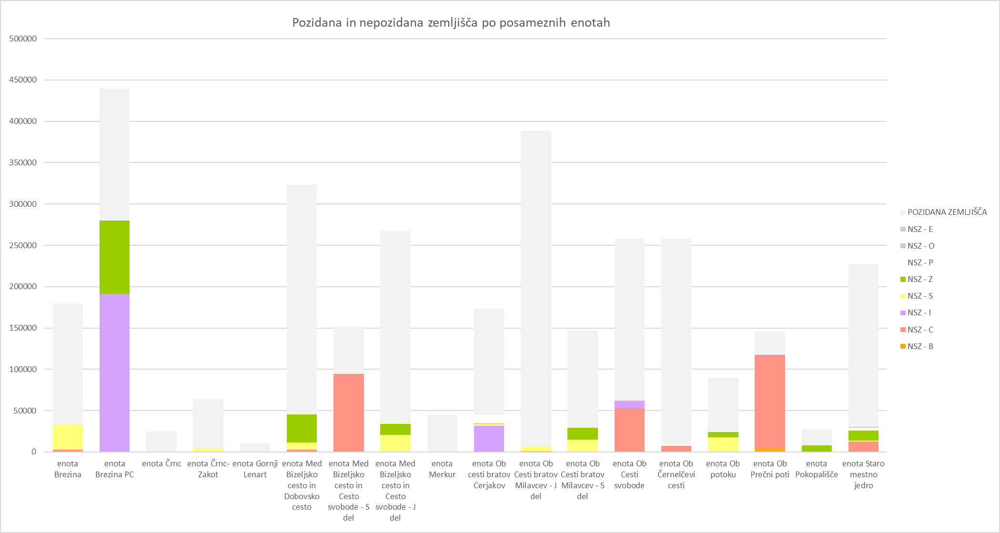 Pozidana in nepozidana zemljišča po posameznih enotah
500000
450000
400000
350000
300000
250000
200000
150000
100000
50000
0
enota
Brezina
enota
Brezina PC
enota Črnc
enota Črnc-
Zakot
enota Gornji
Lenart
enota Med
Bizeljsko
cesto in
Dobovsko
cesto
enota Med
Bizeljsko
cesto in
Cesto
svobode - S
del
enota Med
Bizeljsko
cesto in
Cesto
svobode - J
del
enota
Merkur
enota Ob
cesti bratov
Cerjakov
enota Ob
Cesti bratov
Milavcev - J
del
enota Ob
Cesti bratov
Milavcev - S
del
enota Ob
Cesti
svobode
enota Ob
Černelčevi
cesti
enota Ob
potoku
enota Ob
Prečni poti
enota
Pokopališče
enota Staro
mestno
jedro
POZIDANA ZEMLJIŠČA
NSZ - E
NSZ - O
NSZ - P
NSZ - Z
NSZ - S
NSZ - I
NSZ - C
NSZ - B